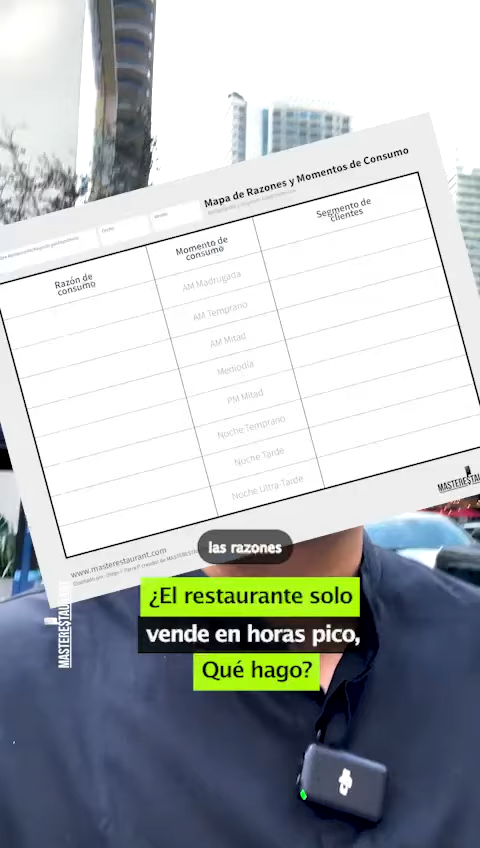 Mapa de Razones y Momentos de Consumo
Fecha
Razón de
consumo
Momento de
consumo
Segmento de
clientes
AM Madrugada
AM Temprano
AM Mitad
Mediodía
PM Mitad
Noche Temprano
Noche Tarde
Noche Ultra-Tarde
www.masterestaurant.com
MASTERESTAU
las razones
¿El restaurante solo
vende en horas pico,
Qué hago?
MASTERESTAURANT